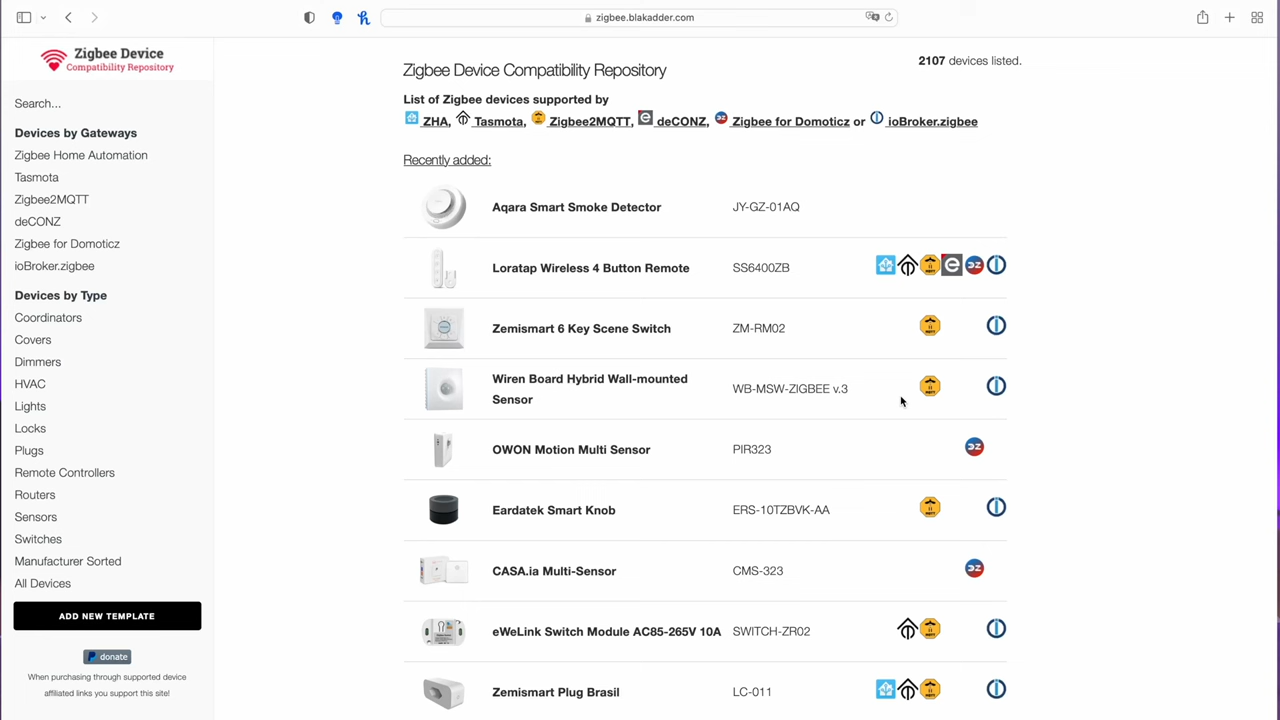 zigbee.blakadder.com
Zigbee Device
Compatibility Repository
Search...
Devices by Gateways
Zigbee Home Automation
Tasmota
Zigbee2MQTT
deCONZ
Zigbee for Domoticz
ioBroker.zigbee
Devices by Type
Coordinators
Covers
Dimmers
HVAC
Lights
Locks
Plugs
Remote Controllers
Routers
Sensors
Switches
Manufacturer Sorted
All Devices
ADD NEW TEMPLATE
donate
When purchasing through supported device
affiliated links you support this site!
Zigbee Device Compatibility Repository
2107 devices listed.
List of Zigbee devices supported by
ZHA, Tasmota, Zigbee2MQTT, deCONZ, Zigbee for Domoticz or ioBroker.zigbee
Recently added:
Aqara Smart Smoke Detector JY-GZ-01AQ
Loratap Wireless 4 Button Remote SS6400ZB
Zemismart 6 Key Scene Switch ZM-RM02
Wiren Board Hybrid Wall-mounted
Sensor
WB-MSW-ZIGBEE v.3
OWON Motion Multi Sensor PIR323
Eardatek Smart Knob ERS-10TZBVK-AA
CASA.ia Multi-Sensor CMS-323
eWeLink Switch Module AC85-265V 10A SWITCH-ZR02
Zemismart Plug Brasil LC-011